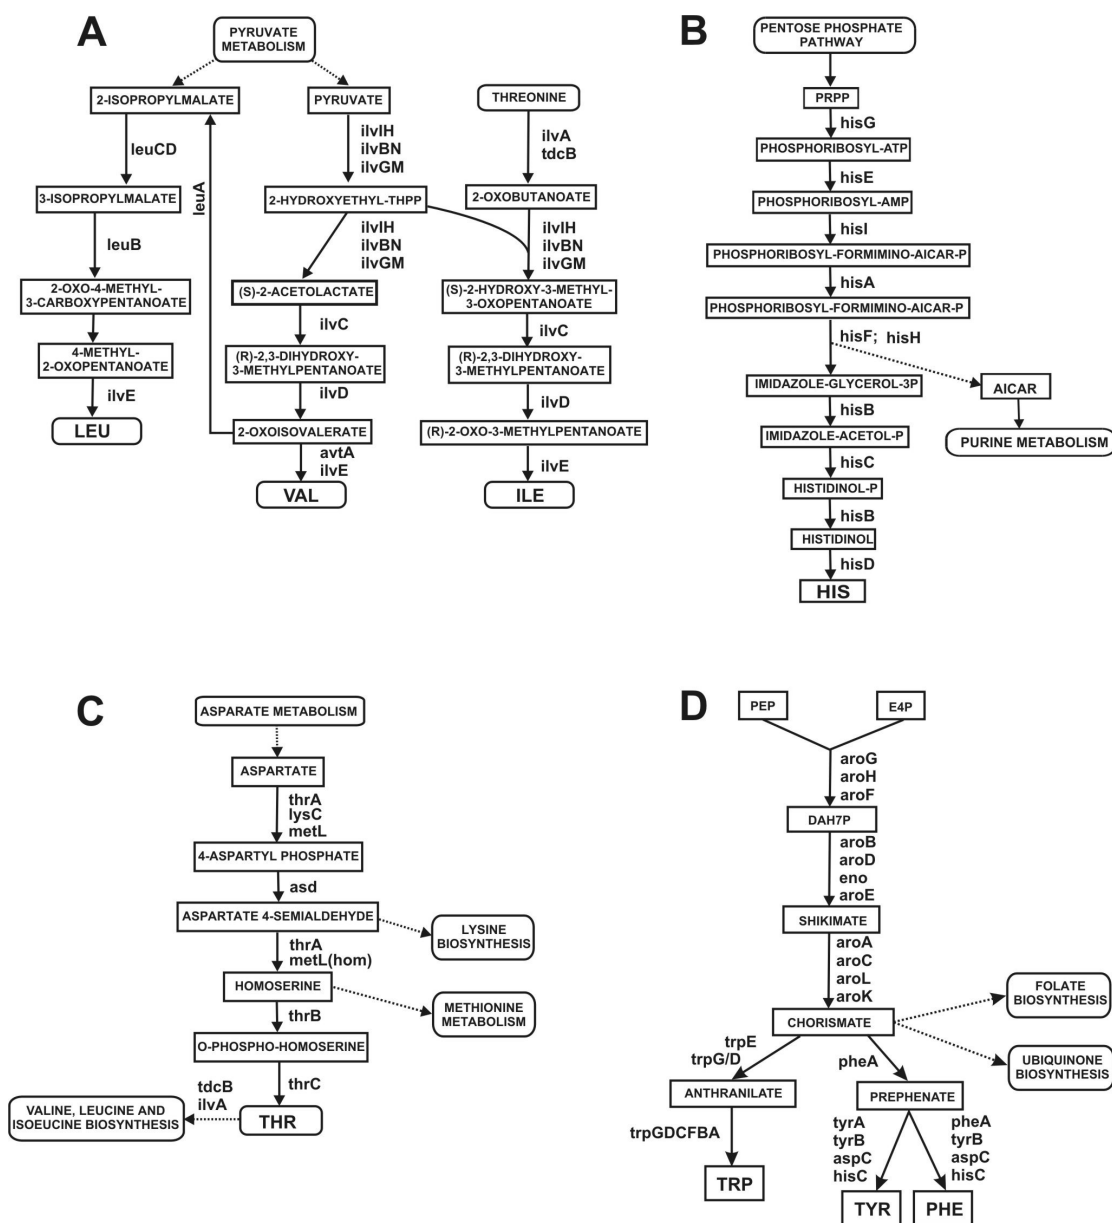 A
PYRUVATE
METABOLISM
2-ISOPROPYLMALATE
PYRUVATE
THREONINE
leuCD
ilvIH
ilvBN
ilvGM
ilvA
tdcB
leuA
3-ISOPROPYLMALATE
2-HYDROXYETHYL-THPP
2-OXOBUTANOATE
leuB
ilvIH
ilvBN
ilvGM
ilvIH
ilvBN
ilvGM
2-OXO-4-METHYL-
3-CARBOXYPENTANOATE
(S)-2-ACETOLACTATE
(S)-2-HYDROXY-3-METHYL-
3-OXOPENTANOATE
ilvC
ilvC
4-METHYL-
2-OXOPENTANOATE
(R)-2,3-DIHYDROXY-
3-METHYLPENTANOATE
(R)-2,3-DIHYDROXY-
3-METHYLPENTANOATE
ilvE
ilvD
ilvD
LEU
2-OXOISOVALERATE
(R)-2-OXO-3-METHYLPENTANOATE
avtA
ilvE
ilvE
VAL
ILE
B
PENTOSE PHOSPHATE
PATHWAY
PRPP
hisG
PHOSPHORIBOSYL-ATP
hisE
PHOSPHORIBOSYL-AMP
hisI
PHOSPHORIBOSYL-FORMIMINO-AICAR-P
hisA
PHOSPHORIBOSYL-FORMIMINO-AICAR-P
hisF; hisH
IMIDAZOLE-GLYCEROL-3P
AICAR
hisB
IMIDAZOLE-ACETOL-P
PURINE METABOLISM
hisC
HISTIDINOL-P
hisB
HISTIDINOL
hisD
HIS
C
ASPARATE METABOLISM
ASPARTATE
thrA
lysC
metL
4-ASPARTYL PHOSPHATE
asd
ASPARTATE 4-SEMIALDEHYDE
LYSINE
BIOSYNTHESIS
thrA
metL(hom)
HOMOSERINE
METHIONINE
METABOLISM
thrB
O-PHOSPHO-HOMOSERINE
thrC
tdcB
ilvA
VALINE, LEUCINE AND
ISOEUCINE BIOSYNTHESIS
THR
D
PEP
E4P
aroG
aroH
aroF
DAH7P
aroB
aroD
eno
aroE
SHIKIMATE
aroA
aroC
aroL
aroK
CHORISMATE
FOLATE
BIOSYNTHESIS
UBIQUINONE
BIOSYNTHESIS
trpE
trpG/D
pheA
ANTHRANILATE
PREPHENATE
trpGDCFBA
tyrA
tyrB
aspC
hisC
pheA
tyrB
aspC
hisC
TRP
TYR
PHE